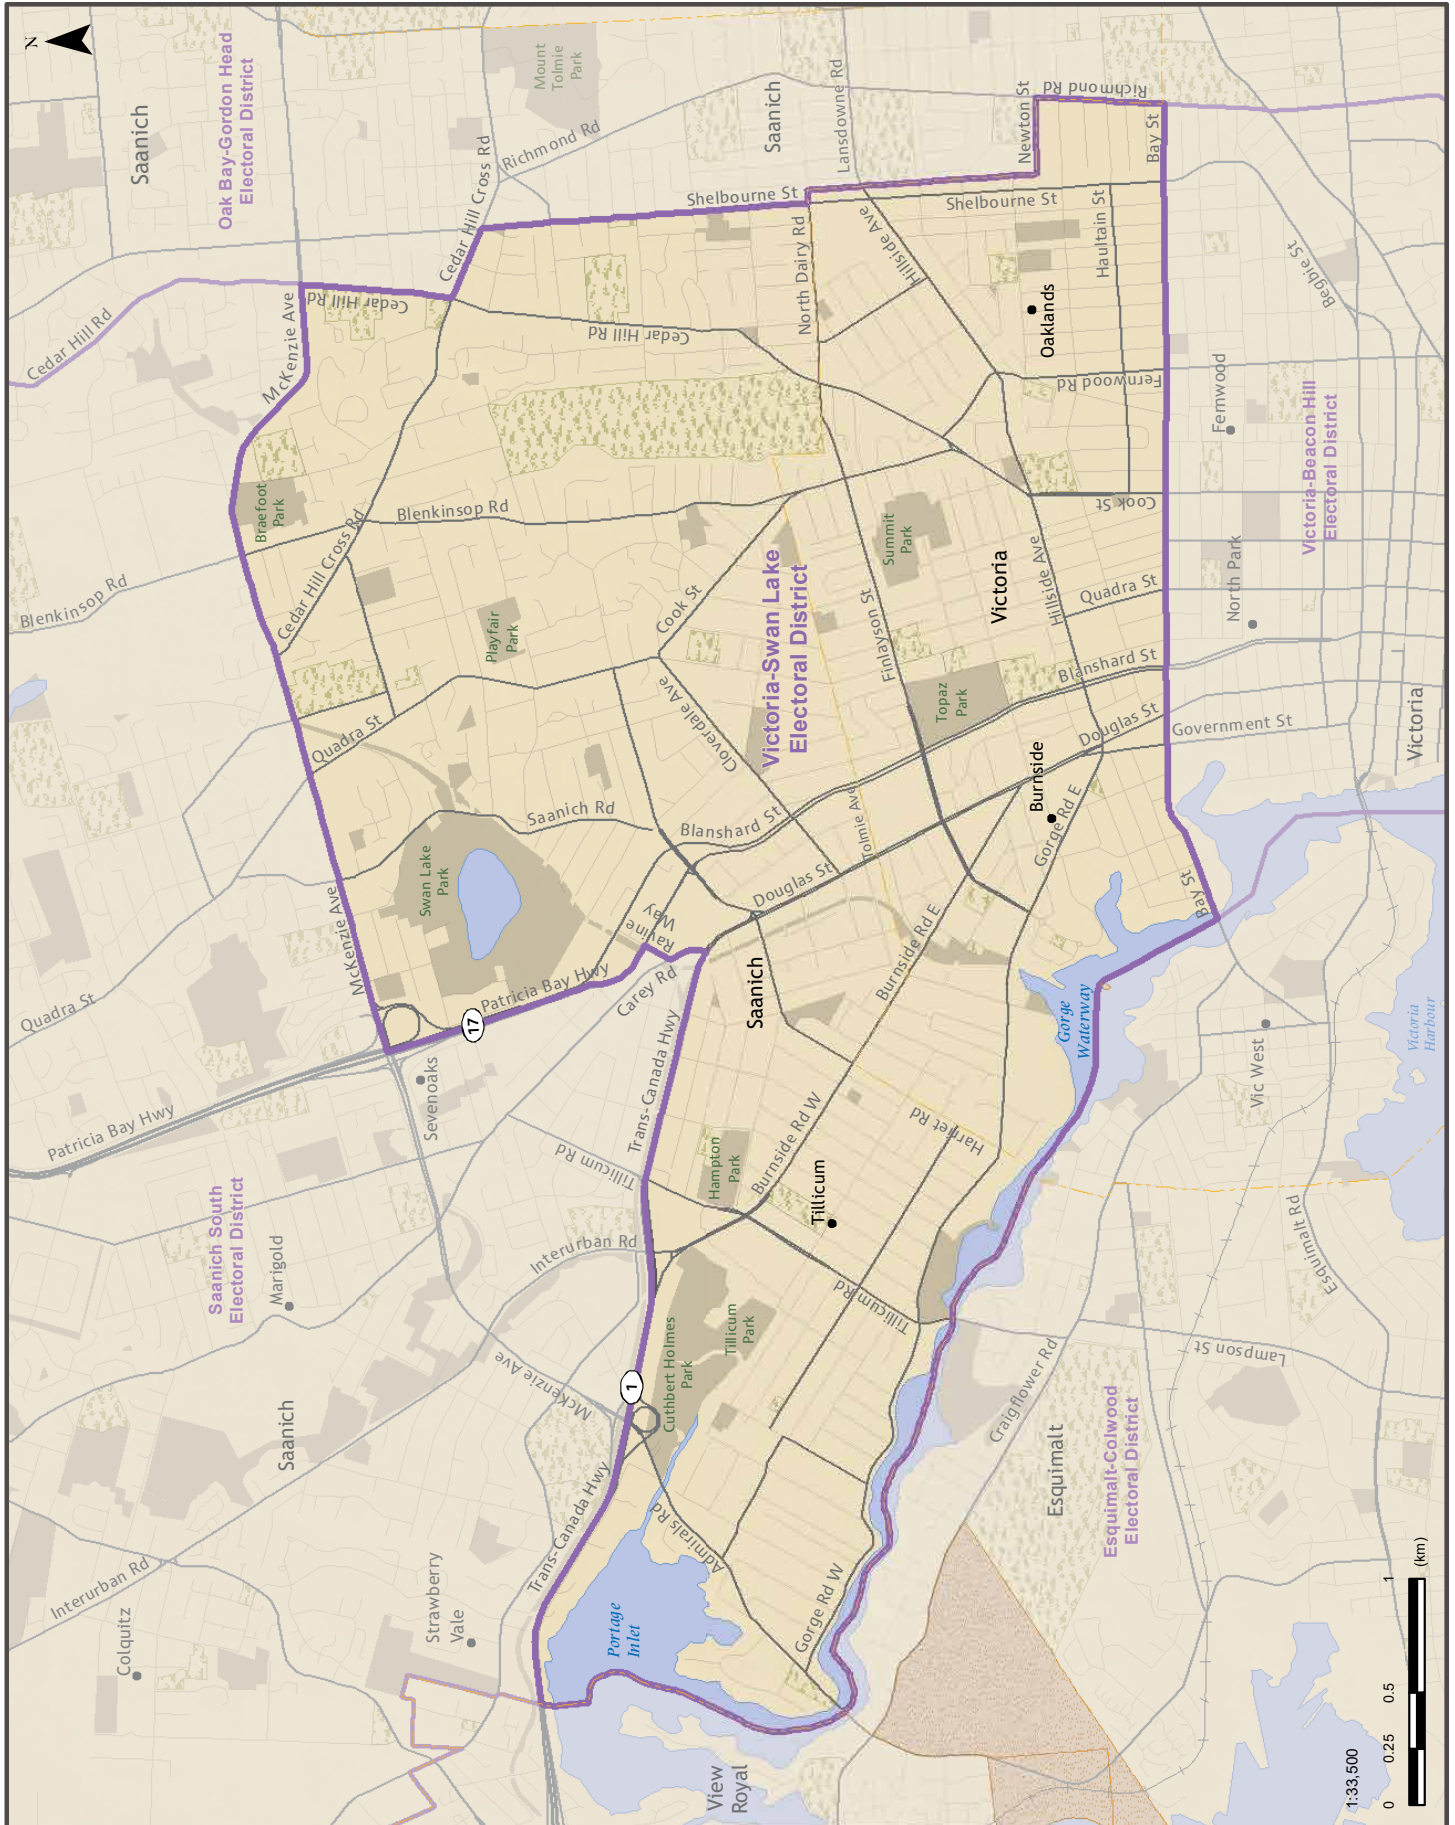 N
Interurban Rd
Colquitz
Patricia Bay Hwy
Quadra St
Blenkinsop Rd
Cedar Hill Rd
Saanich
Saanich South
Electoral District
Marigold
Saanich
Oak Bay-Gordon Head
Electoral District
McKenzie Ave
Braefoot
Park
Cedar Hill Rd
Quadra St
Cedar Hill Cross Rd
McKenzie Ave
Strawberry
Vale
Sevenoaks
Swan Lake
Park
Blenkinsop Rd
Cedar Hill Cross Rd
17
Patricia Bay Hwy
Playfair
Park
Richmond Rd
Mount
Tolmie
Park
McKenzie Ave
Trans-Canada Hwy
Interurban Rd
Tillicum Rd
Saanich Rd
Cedar Hill Rd
Portage
Inlet
1
Trans-Canada Hwy
Carey Rd
Ravine
Way
Cook St
Cloverdale Ave
Shelbourne St
Admirals Rd
Cuthbert Holmes
Park
Blanshard St
View
Royal
Hampton
Park
Tillicum
Park
Burnside Rd W
Saanich
Douglas St
Victoria-Swan Lake
Electoral District
North Dairy Rd
Saanich
Lansdowne Rd
Gorge Rd W
Tillicum
Tillicum Rd
Tolmie Ave
Burnside Rd E
Finlayson St
Summit
Park
Hillside Ave
Harriet Rd
Topaz
Park
Victoria
Shelbourne St
Newton St
Craigflower Rd
Gorge
Waterway
Burnside
Gorge Rd E
Hillside Ave
Oaklands
Fernwood Rd
Richmond Rd
Esquimalt
Esquimalt-Colwood
Electoral District
Douglas St
Blanshard St
Quadra St
Cook St
Haultain St
Bay St
Bay St
Government St
Lampson St
Vic West
North Park
Fernwood
Begbie St
Esquimalt Rd
Victoria-Beacon Hill
Electoral District
Victoria
Harbour
Victoria
1:33,500
0
0.25
0.5
1
(km)